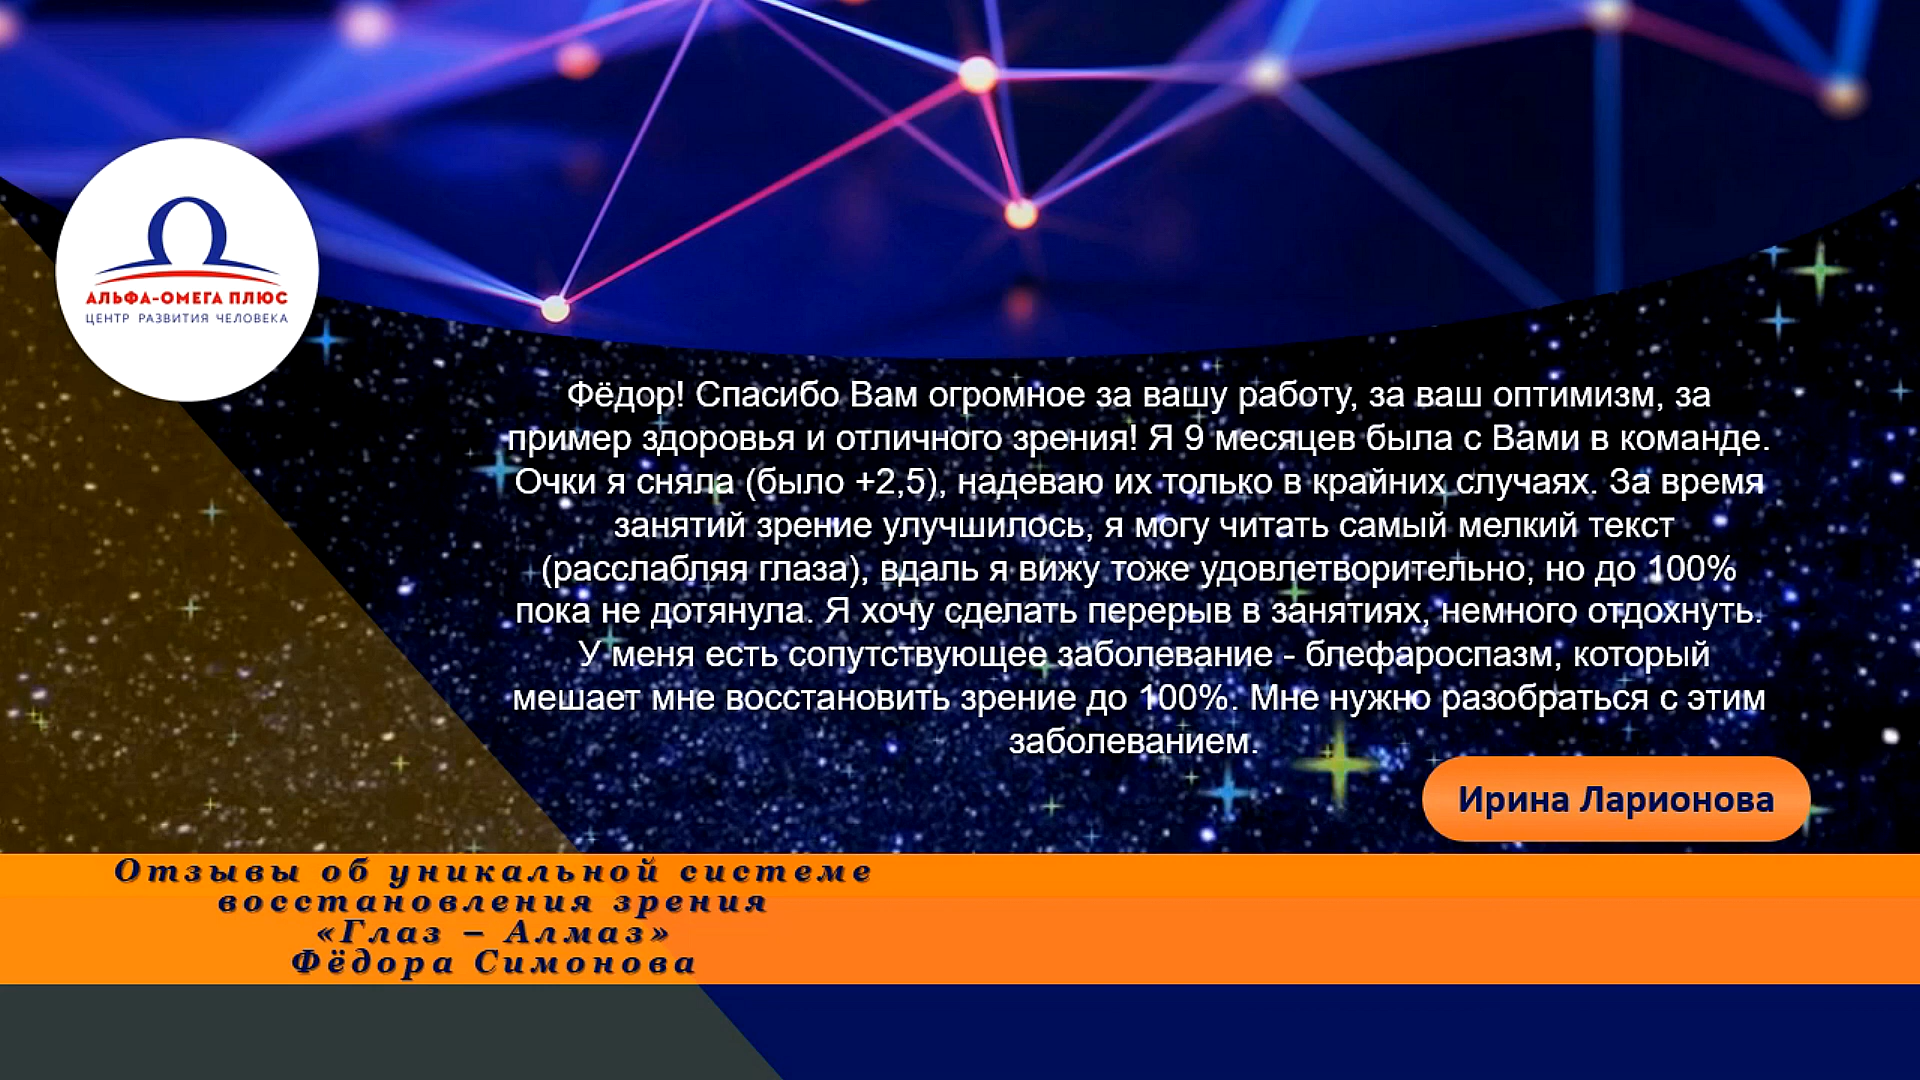 АЛЬФА-ОМЕГА ПЛЮС
ЦЕНТР РАЗВИТИЯ ЧЕЛОВЕКА
Фёдор! Спасибо Вам огромное за вашу работу, за ваш оптимизм, за
пример здоровья и отличного зрения! Я 9 месяцев была с Вами в команде.
Очки я сняла (было +2,5), надеваю их только в крайних случаях. За время
занятий зрение улучшилось, я могу читать самый мелкий текст
(расслабляя глаза), вдаль я вижу тоже удовлетворительно, но до 100%
пока не дотянула. Я хочу сделать перерыв в занятиях, немного отдохнуть.
У меня есть сопутствующее заболевание - блефароспазм, который
мешает мне восстановить зрение до 100%. Мне нужно разобраться с этим
заболеванием.
Ирина Ларионова
Отзывы об уникальной системе
восстановления зрения
«Глаз – Алмаз»
Фёдора Симонова